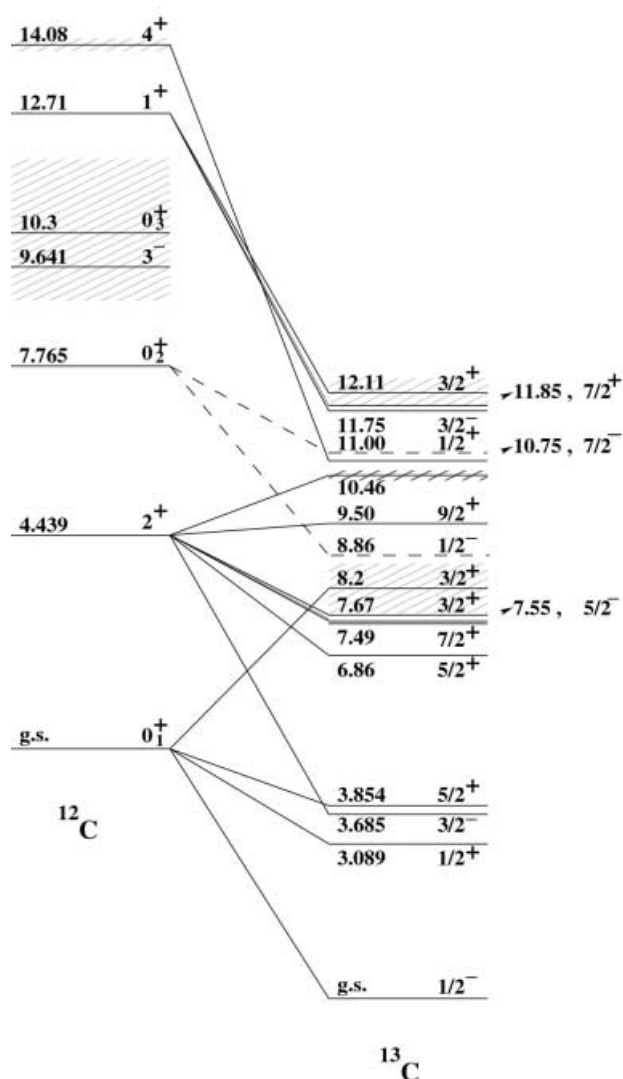 14.08 4+
12.71 1+
10.3 0+3
9.641 3−
7.765 0+2
4.439 2+
g.s. 0+1
12C
12.11 3/2+
11.85 , 7/2+
11.75 3/2−
11.00 1/2+
10.75 , 7/2−
10.46
9.50 9/2+
8.86 1/2−
8.2 3/2+
7.67 3/2+
7.55 , 5/2−
7.49 7/2+
6.86 5/2+
3.854 5/2+
3.685 3/2−
3.089 1/2+
g.s. 1/2−
13C